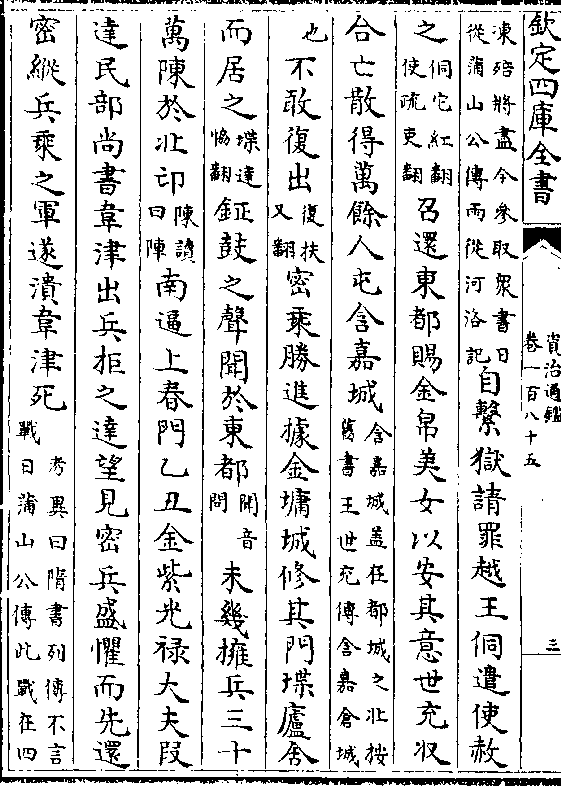 欽定四庫全書
資治通鑑
卷一百八十五
三
凍殕將盡今參取衆書日
從蒲山公傳雨從河洛記
自繫獄請罪越王侗遣使赦
之
侗它紅翻
使疏吏翻
召還東都賜金帛美女以安其意世充收
合亡散得萬餘人屯含嘉城
含嘉城蓋在都城之北按
舊書王世充傳含嘉倉城
也
不敢復出
復扶
又翻
密乘勝進據金墉城修其門堞廬舍
而居之
堞達
恊翻
鉦鼓之聲聞於東都
聞音
問
未幾擁兵三十
萬陳於北邙
陳讀
曰陣
南逼上春門乙丑金紫光禄大夫段
達民部尚書韋津出兵拒之達望見密兵盛懼而先還
密縱兵乘之軍遂潰韋津死
考異曰隋書列傳不言
戰日蒲山公傳此戰在四